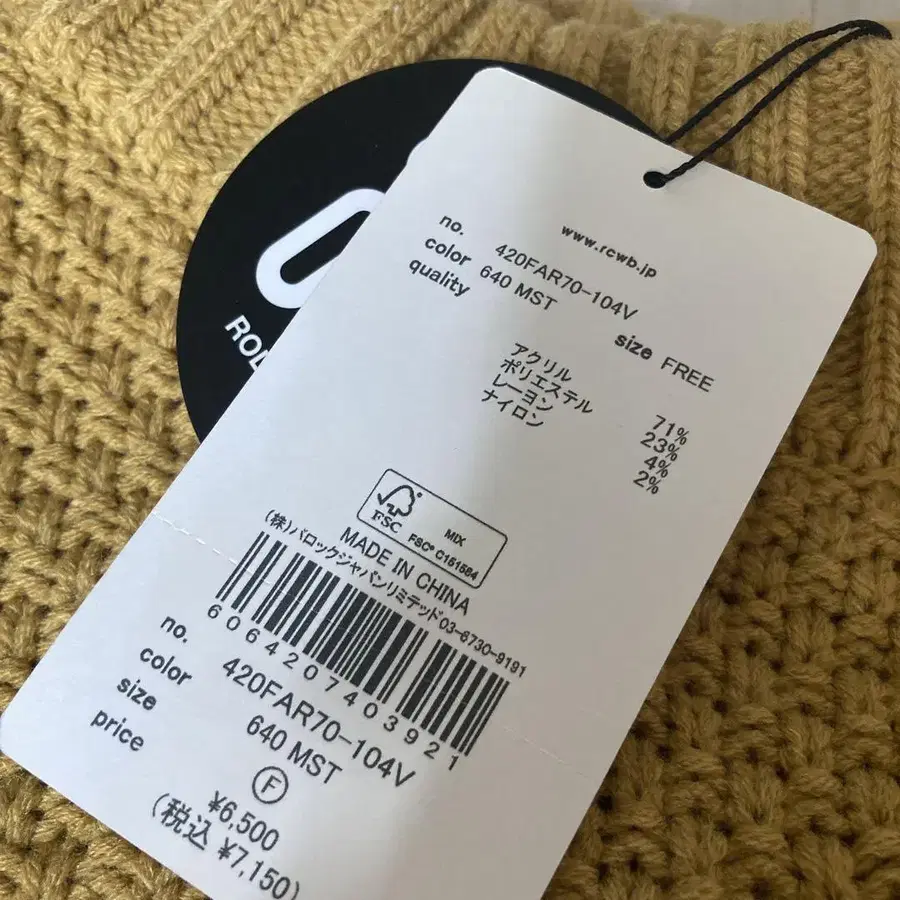 www.rcwb.jp
no. 420FAR70-104V
color 640 MST size FREE
quality
アクリル 71%
ポリエステル 23%
レーヨン 4%
ナイロン 2%
FSC
MIX
FSC® C151584
MADE IN CHINA
(株)バロックジャパンリミテッド03-6730-9191
6064207403921
no. 420FAR70-104V
color 640 MST
size F
price ¥6,500
(税込 ¥7,150)